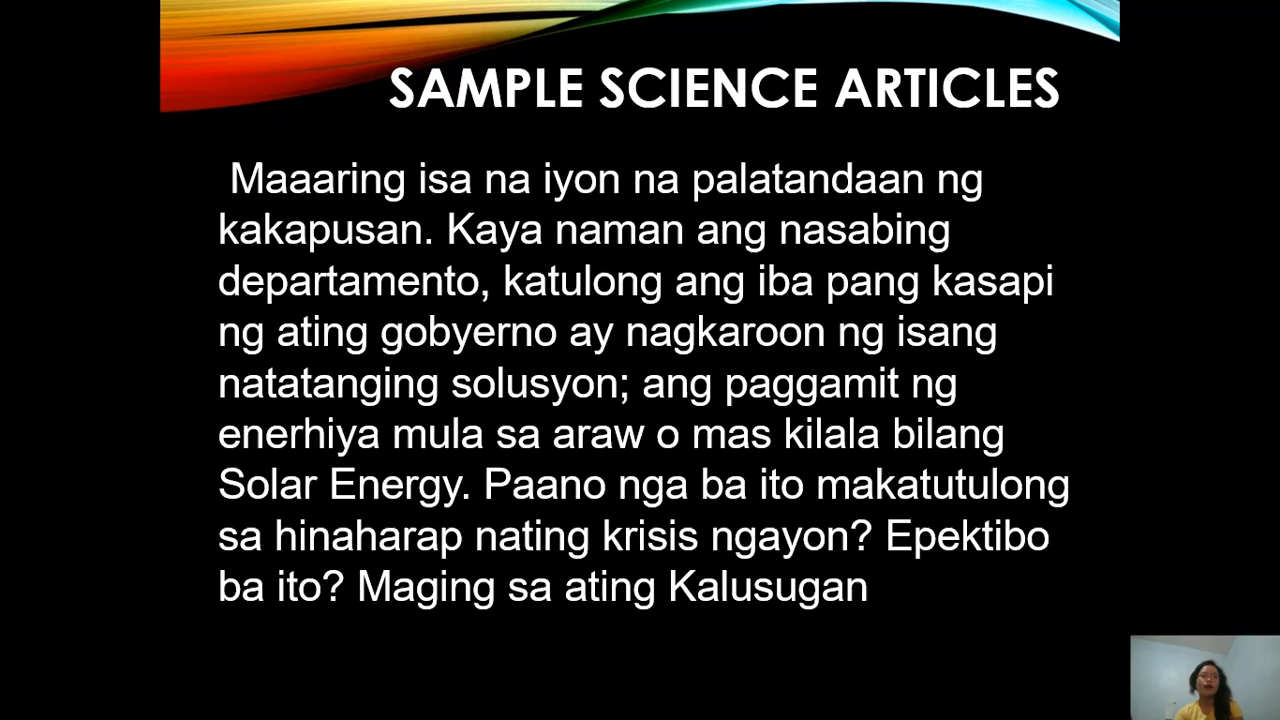 SAMPLE SCIENCE ARTICLES
Maaaring isa na iyon na palatandaan ng
kakapusan. Kaya naman ang nasabing
departamento, katulong ang iba pang kasapi
ng ating gobyerno ay nagkaroon ng isang
natatanging solusyon; ang paggamit ng
enerhiya mula sa araw o mas kilala bilang
Solar Energy. Paano nga ba ito makatutulong
sa hinaharap nating krisis ngayon? Epektibo
ba ito? Maging sa ating Kalusugan